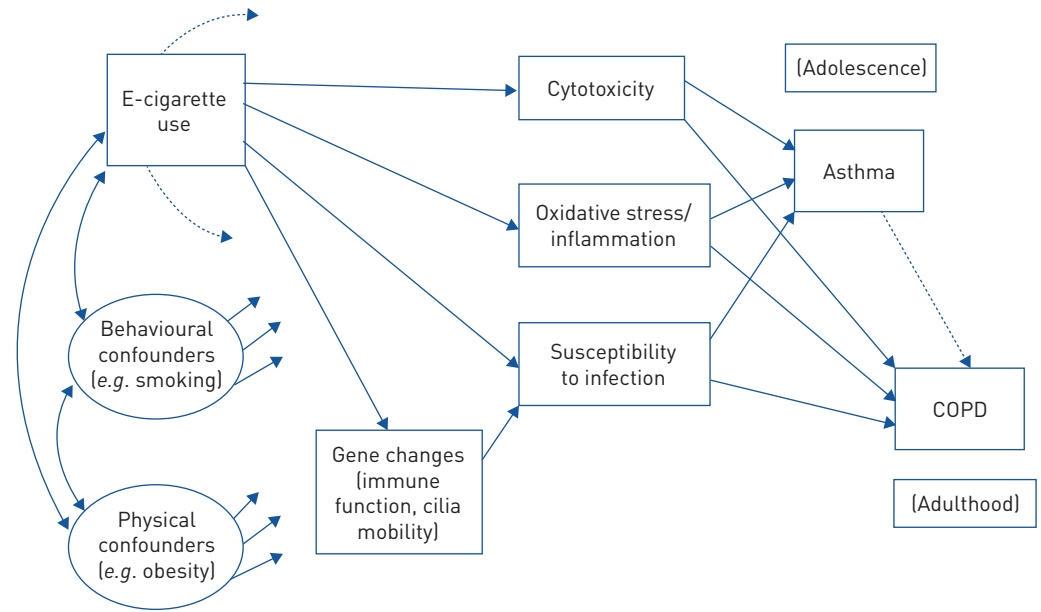 E-cigarette
use
Cytotoxicity
(Adolescence)
Asthma
Oxidative stress/
inflammation
Behavioural
confounders
(e.g. smoking)
Susceptibility
to infection
COPD
Gene changes
(immune
function, cilia
mobility)
(Adulthood)
Physical
confounders
(e.g. obesity)